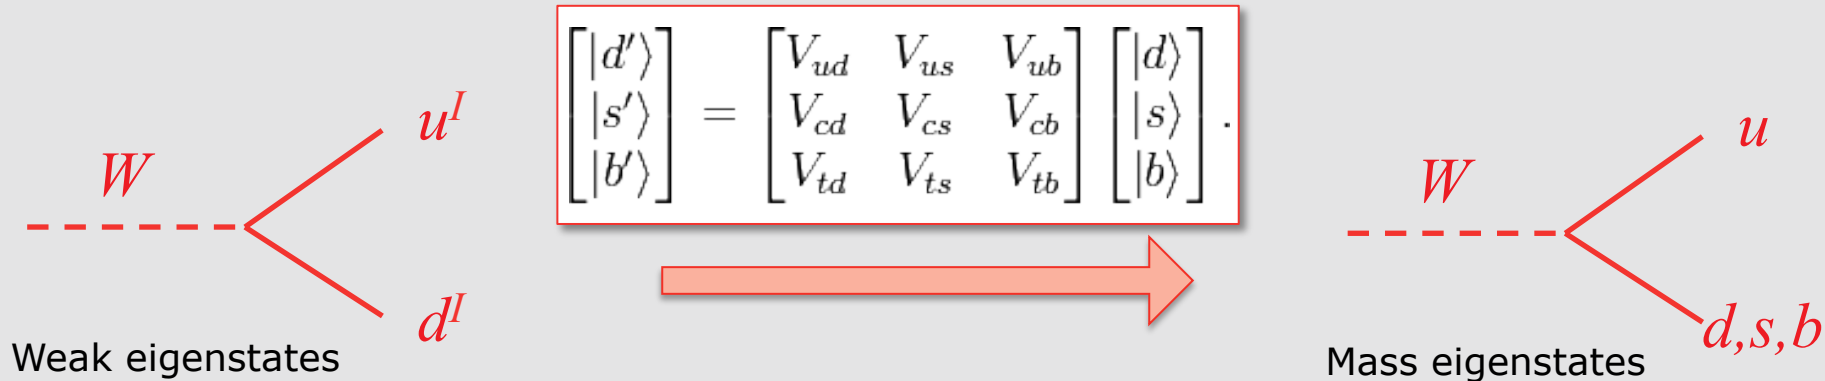 W
u^I
d^I
Weak eigenstates
[|d′⟩] = [V_ud V_us V_ub] [|d⟩]
[|s′⟩] = [V_cd V_cs V_cb] [|s⟩] .
[|b′⟩] = [V_td V_ts V_tb] [|b⟩]
W
u
d,s,b
Mass eigenstates